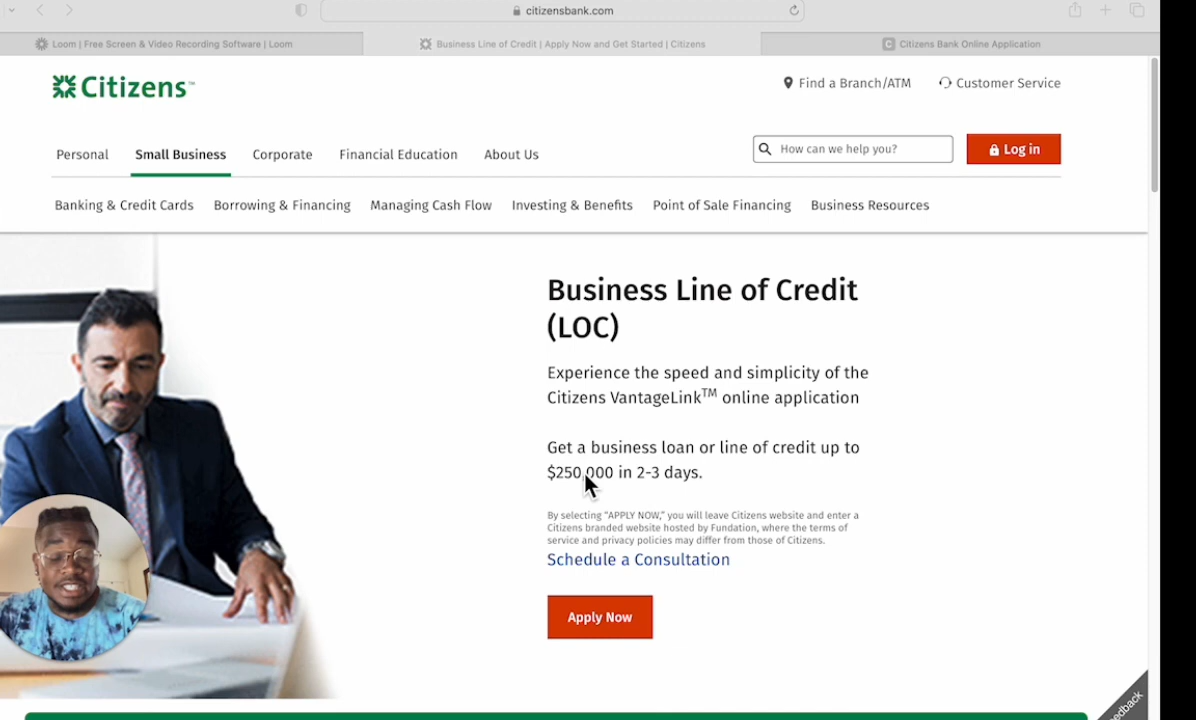 citizensbank.com
Loom | Free Screen & Video Recording Software | Loom
Business Line of Credit | Apply Now and Get Started | Citizens
Citizens Bank Online Application
Citizens™
Find a Branch/ATM
Customer Service
Personal
Small Business
Corporate
Financial Education
About Us
How can we help you?
Log in
Banking & Credit Cards
Borrowing & Financing
Managing Cash Flow
Investing & Benefits
Point of Sale Financing
Business Resources
Business Line of Credit
(LOC)
Experience the speed and simplicity of the
Citizens VantageLink™ online application
Get a business loan or line of credit up to
$250,000 in 2-3 days.
By selecting “APPLY NOW,” you will leave Citizens website and enter a
Citizens branded website hosted by Fundation, where the terms of
service and privacy policies may differ from those of Citizens.
Schedule a Consultation
Apply Now